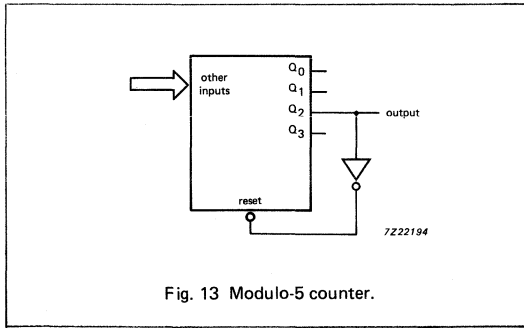 other
inputs
Q0
Q1
Q2
Q3
output
reset
7Z22194
Fig. 13 Modulo-5 counter.